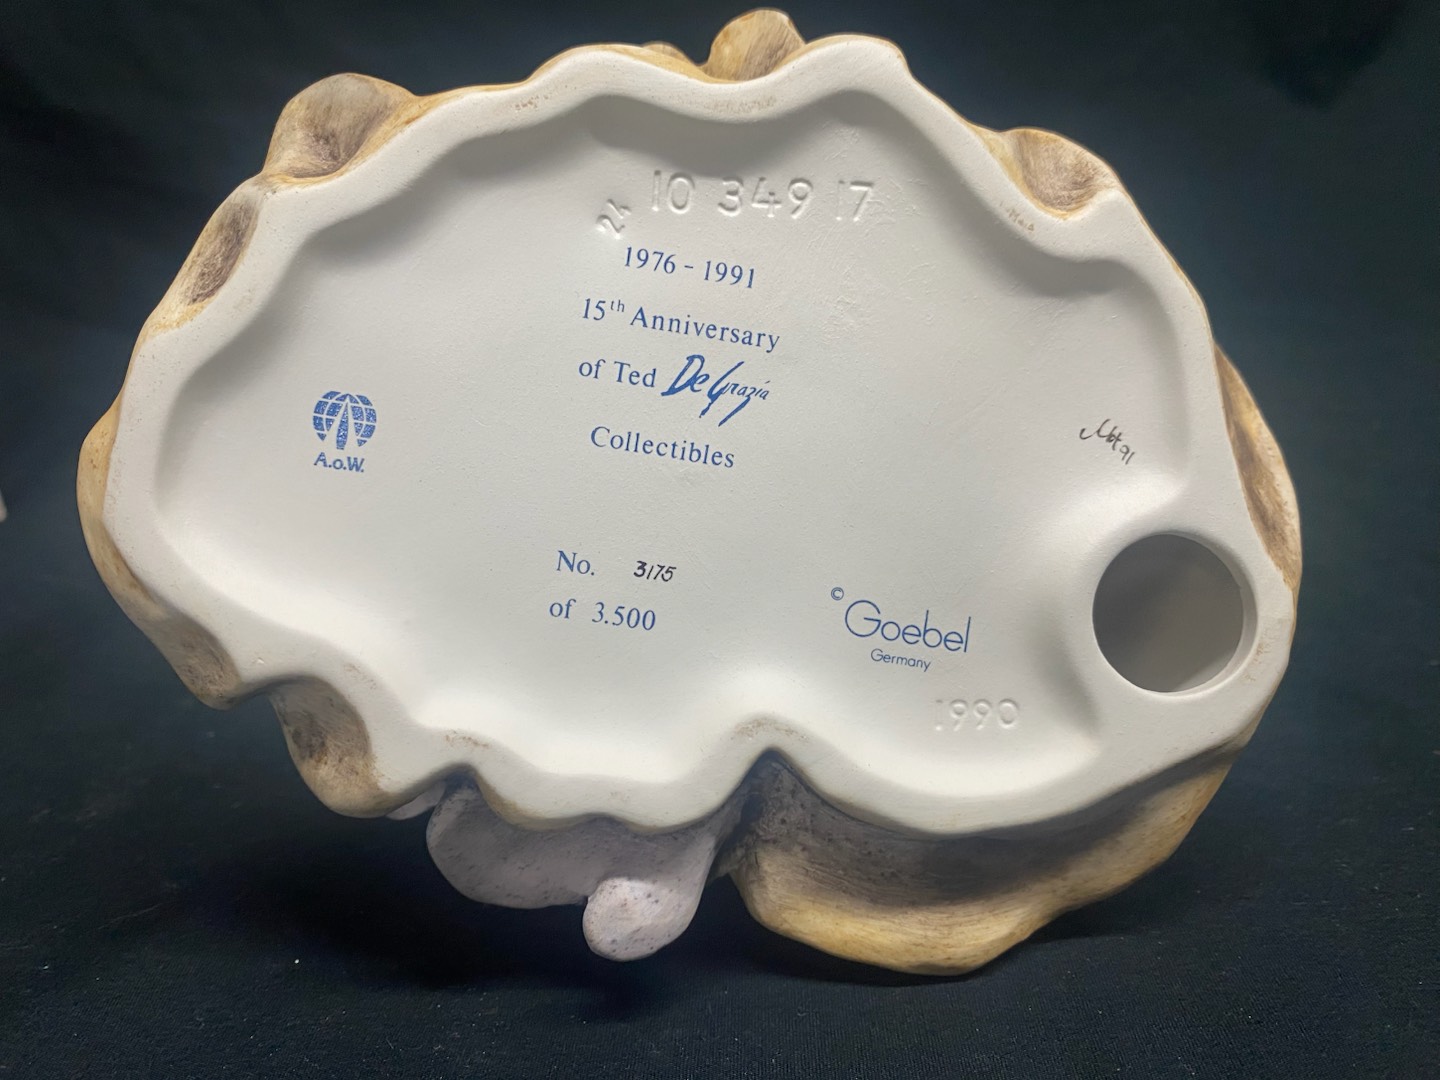 24 10 349 17
1976 - 1991
15th Anniversary
of Ted DeGrazia
Collectibles
A.o.W.
No. 3175
of 3.500
© Goebel
Germany
1990